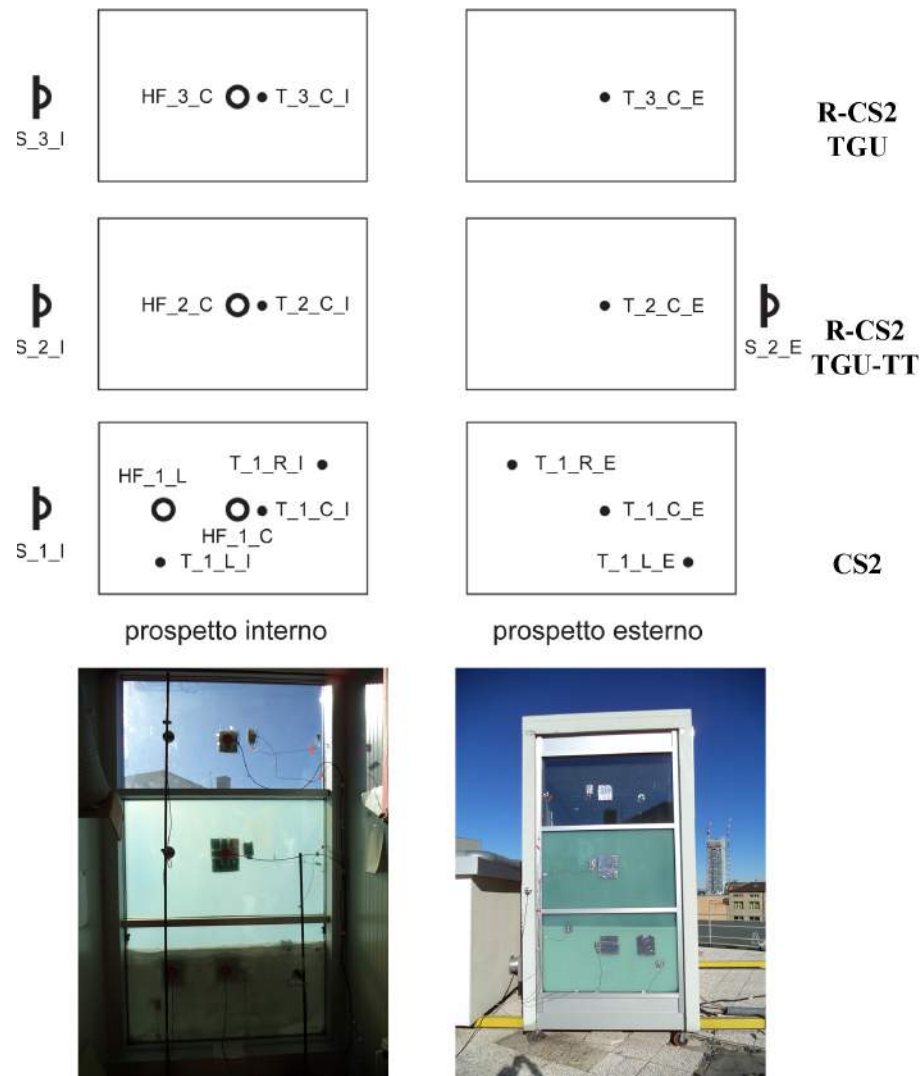 HF_3_C T_3_C_I T_3_C_E
S_3_I
R-CS2
TGU
HF_2_C T_2_C_I T_2_C_E
S_2_I S_2_E
R-CS2
TGU-TT
T_1_R_I T_1_R_E
HF_1_L
T_1_C_I T_1_C_E
HF_1_C
S_1_I
T_1_L_I T_1_L_E
CS2
prospetto interno prospetto esterno